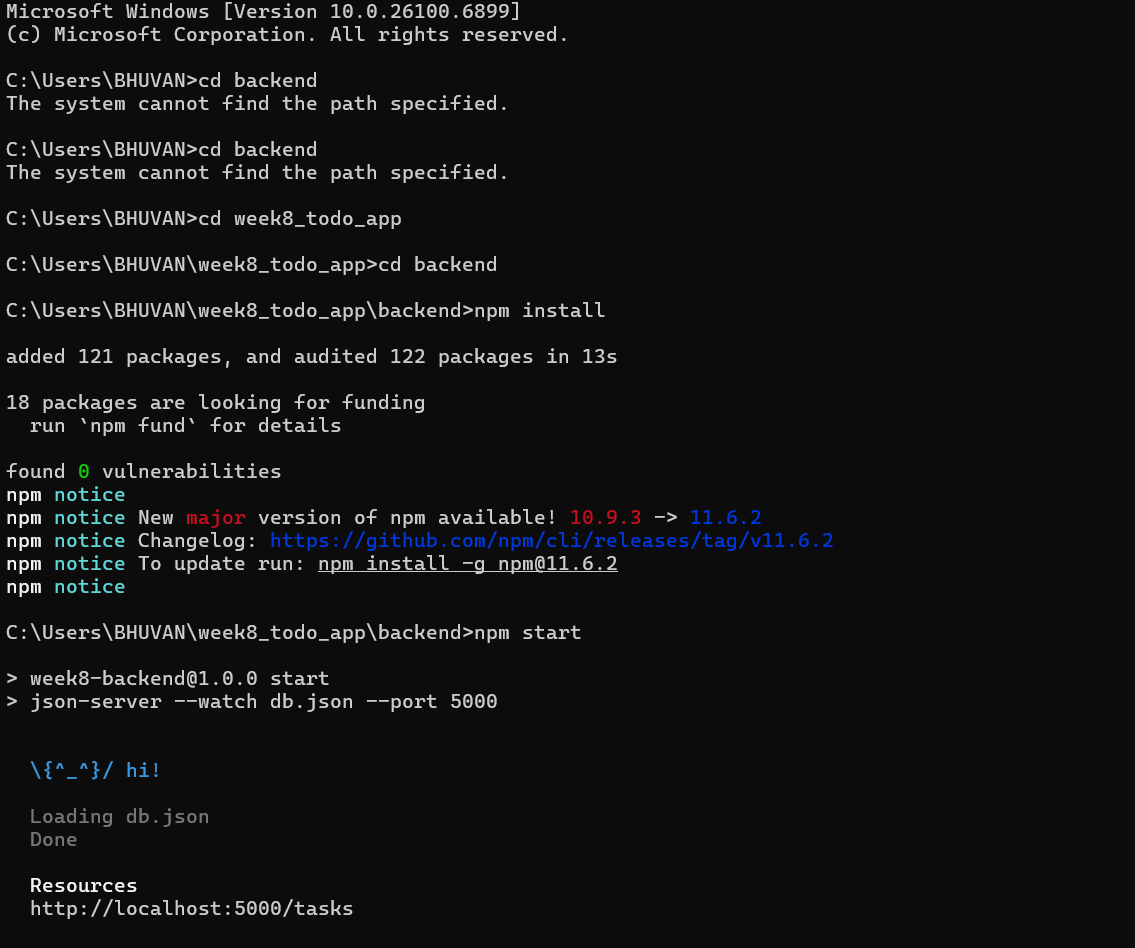 Microsoft Windows [Version 10.0.26100.6899]
(c) Microsoft Corporation. All rights reserved.
C:\Users\BHUVAN>cd backend
The system cannot find the path specified.
C:\Users\BHUVAN>cd backend
The system cannot find the path specified.
C:\Users\BHUVAN>cd week8_todo_app
C:\Users\BHUVAN\week8_todo_app>cd backend
C:\Users\BHUVAN\week8_todo_app\backend>npm install
added 121 packages, and audited 122 packages in 13s
18 packages are looking for funding
  run `npm fund` for details
found 0 vulnerabilities
npm notice
npm notice New major version of npm available! 10.9.3 -> 11.6.2
npm notice Changelog: https://github.com/npm/cli/releases/tag/v11.6.2
npm notice To update run: npm install -g npm@11.6.2
npm notice
C:\Users\BHUVAN\week8_todo_app\backend>npm start
> week8-backend@1.0.0 start
> json-server --watch db.json --port 5000
  \{^_^}/ hi!
  Loading db.json
  Done
  Resources
  http://localhost:5000/tasks